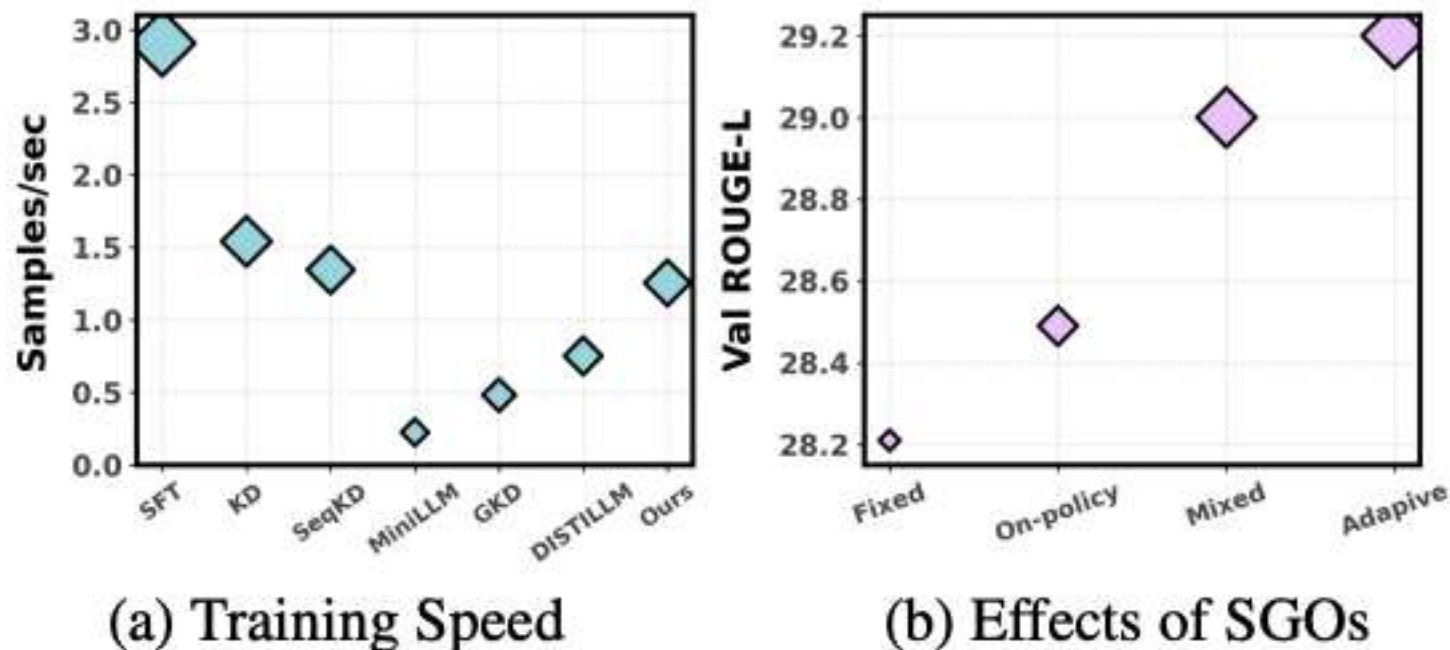 Samples/sec
3.0
2.5
2.0
1.5
1.0
0.5
0.0
SFT
KD
SeqKD
MiniLLM
GKD
DISTILLM
Ours
(a) Training Speed
Val ROUGE-L
29.2
29.0
28.8
28.6
28.4
28.2
Fixed
On-policy
Mixed
Adapive
(b) Effects of SGOs